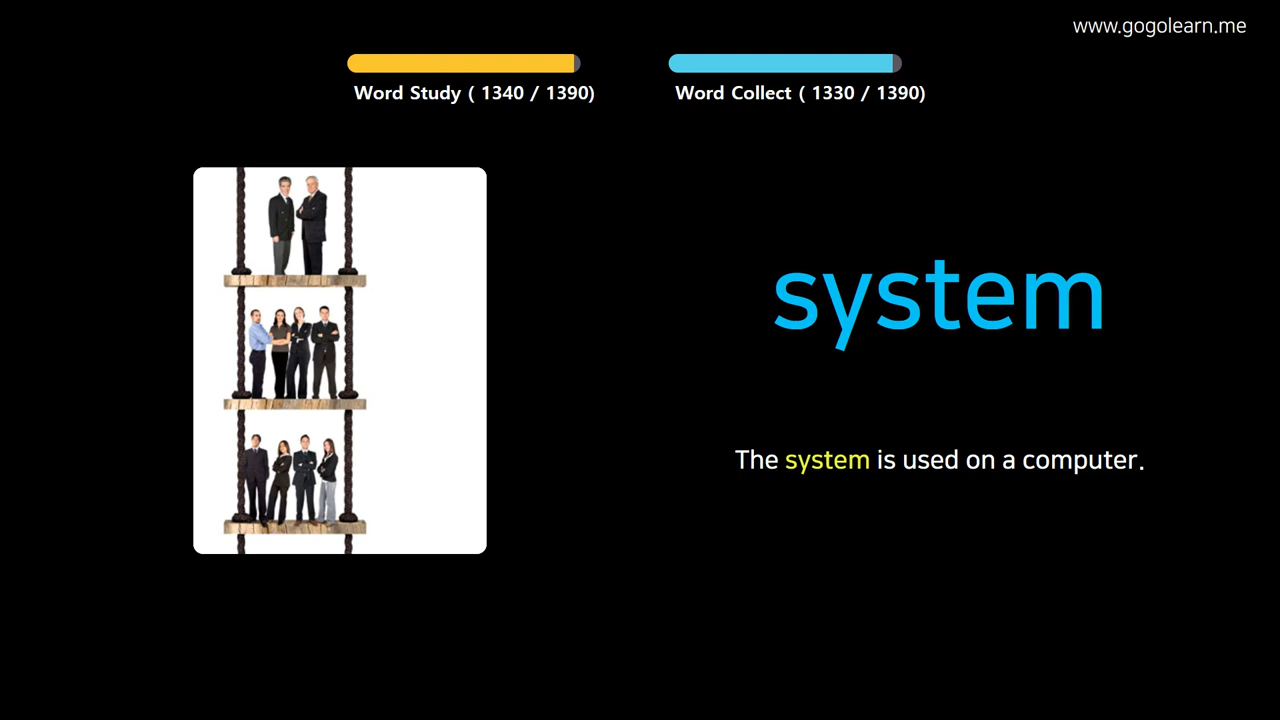 www.gogolearn.me
Word Study ( 1340 / 1390)
Word Collect ( 1330 / 1390)
system
The system is used on a computer.